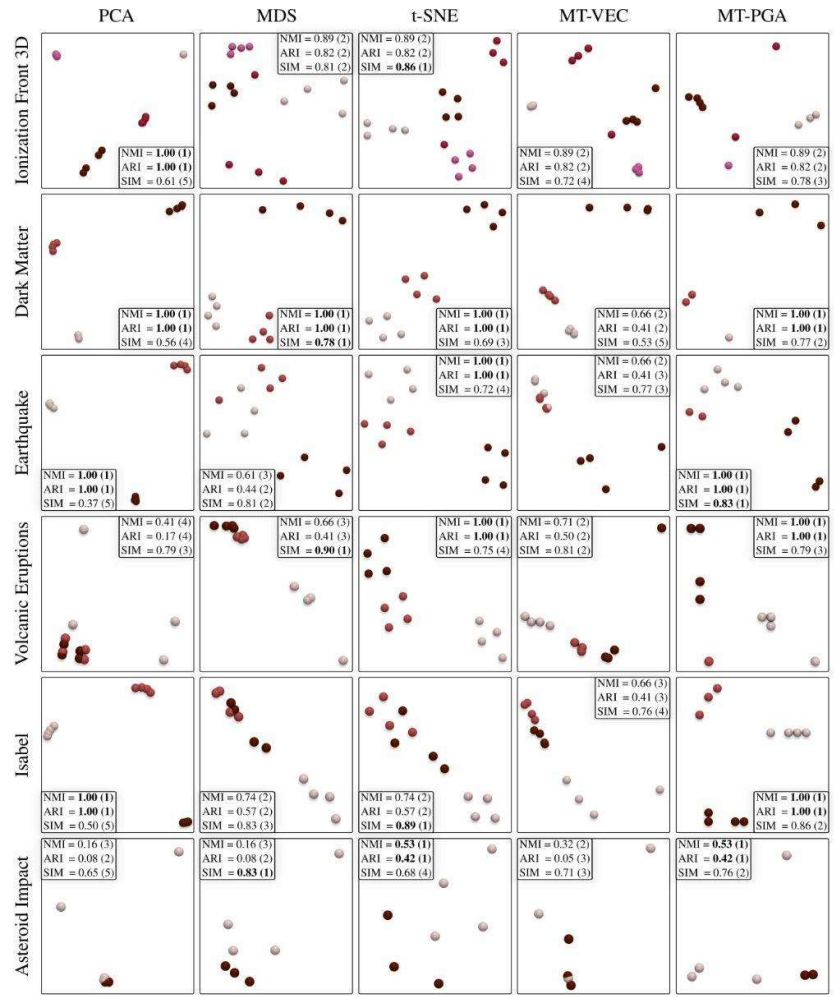 PCA MDS t-SNE MT-VEC MT-PGA
Ionization Front 3D
NMI = 1.00 (1)
ARI = 1.00 (1)
SIM = 0.61 (5)
NMI = 0.89 (2)
ARI = 0.82 (2)
SIM = 0.81 (2)
NMI = 0.89 (2)
ARI = 0.82 (2)
SIM = 0.86 (1)
NMI = 0.89 (2)
ARI = 0.82 (2)
SIM = 0.72 (4)
NMI = 0.89 (2)
ARI = 0.82 (2)
SIM = 0.78 (3)
Dark Matter
NMI = 1.00 (1)
ARI = 1.00 (1)
SIM = 0.56 (4)
NMI = 1.00 (1)
ARI = 1.00 (1)
SIM = 0.78 (1)
NMI = 1.00 (1)
ARI = 1.00 (1)
SIM = 0.69 (3)
NMI = 0.66 (2)
ARI = 0.41 (2)
SIM = 0.53 (5)
NMI = 1.00 (1)
ARI = 1.00 (1)
SIM = 0.77 (2)
Earthquake
NMI = 1.00 (1)
ARI = 1.00 (1)
SIM = 0.37 (5)
NMI = 0.61 (3)
ARI = 0.44 (2)
SIM = 0.81 (2)
NMI = 1.00 (1)
ARI = 1.00 (1)
SIM = 0.72 (4)
NMI = 0.66 (2)
ARI = 0.41 (3)
SIM = 0.77 (3)
NMI = 1.00 (1)
ARI = 1.00 (1)
SIM = 0.83 (1)
Volcanic Eruptions
NMI = 0.41 (4)
ARI = 0.17 (4)
SIM = 0.79 (3)
NMI = 0.66 (3)
ARI = 0.41 (3)
SIM = 0.90 (1)
NMI = 1.00 (1)
ARI = 1.00 (1)
SIM = 0.75 (4)
NMI = 0.71 (2)
ARI = 0.50 (2)
SIM = 0.81 (2)
NMI = 1.00 (1)
ARI = 1.00 (1)
SIM = 0.79 (3)
Isabel
NMI = 1.00 (1)
ARI = 1.00 (1)
SIM = 0.50 (5)
NMI = 0.74 (2)
ARI = 0.57 (2)
SIM = 0.83 (3)
NMI = 0.74 (2)
ARI = 0.57 (2)
SIM = 0.89 (1)
NMI = 0.66 (3)
ARI = 0.41 (3)
SIM = 0.76 (4)
NMI = 1.00 (1)
ARI = 1.00 (1)
SIM = 0.86 (2)
Asteroid Impact
NMI = 0.16 (3)
ARI = 0.08 (2)
SIM = 0.65 (5)
NMI = 0.16 (3)
ARI = 0.08 (2)
SIM = 0.83 (1)
NMI = 0.53 (1)
ARI = 0.42 (1)
SIM = 0.68 (4)
NMI = 0.32 (2)
ARI = 0.05 (3)
SIM = 0.71 (3)
NMI = 0.53 (1)
ARI = 0.42 (1)
SIM = 0.76 (2)